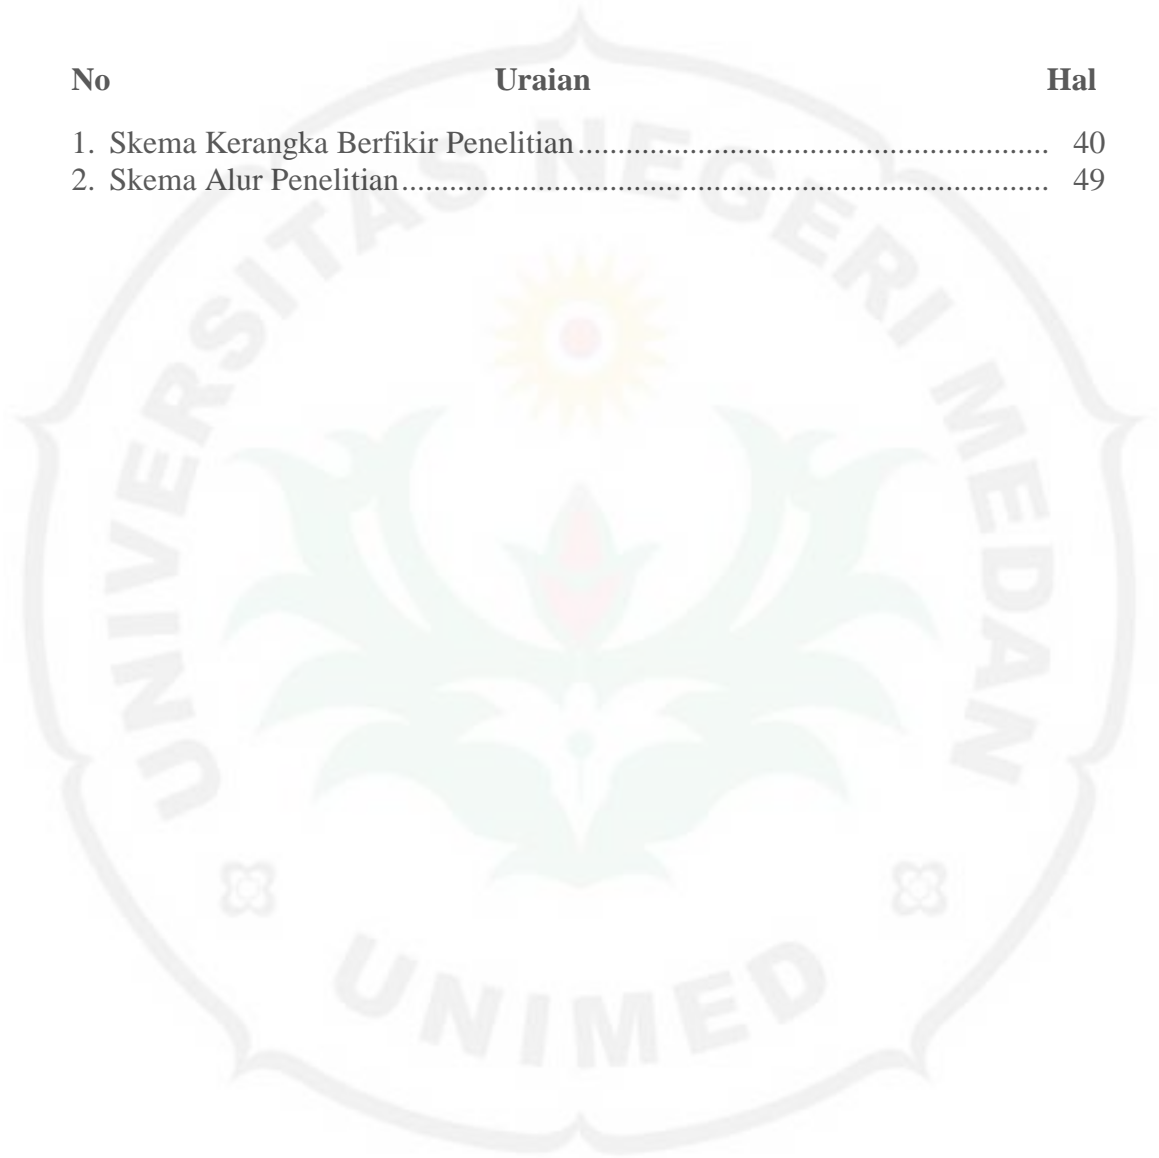 No Uraian Hal
1. Skema Kerangka Berfikir Penelitian........................................................... 40
2. Skema Alur Penelitian................................................................................. 49
UNIVERSITAS NEGERI MEDAN
UNIMED